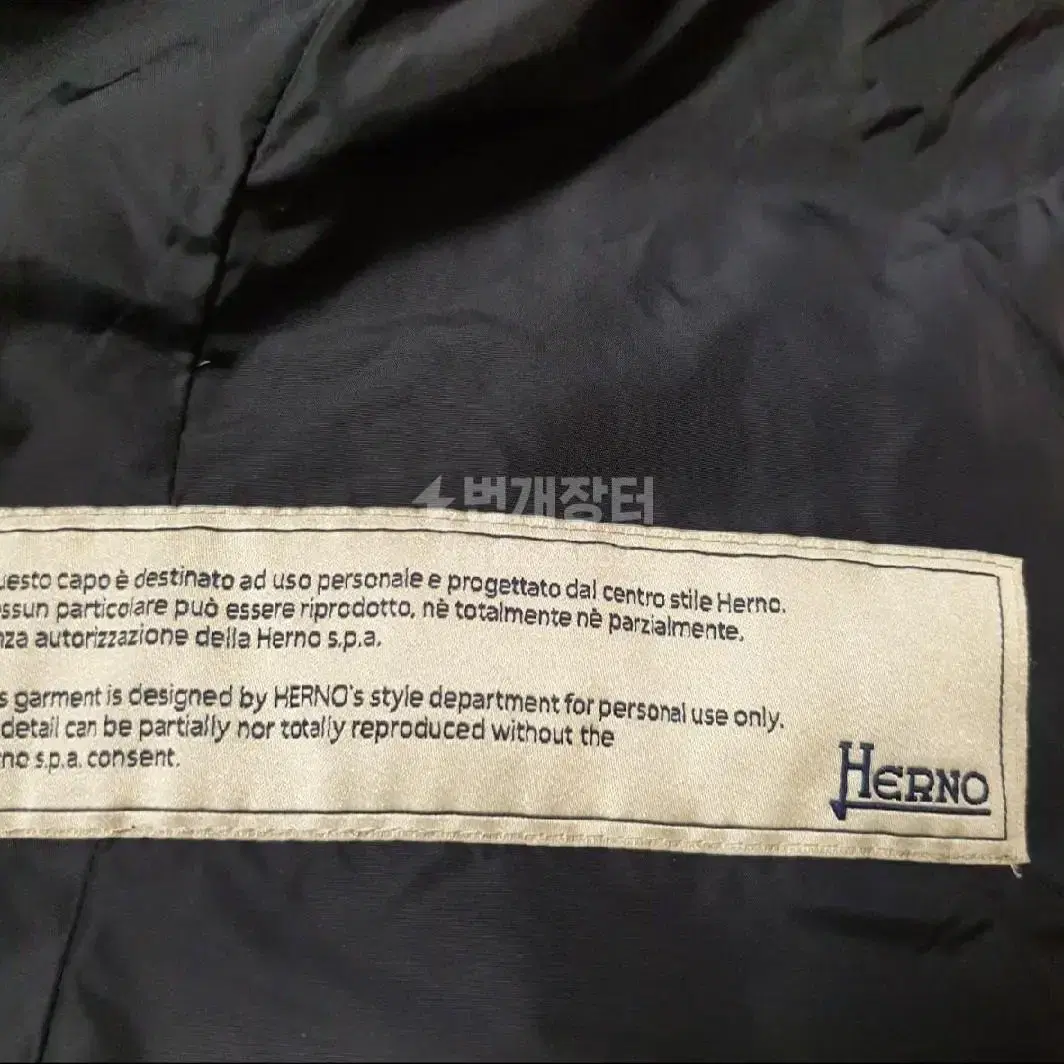 번개장터
uesto capo è destinato ad uso personale e progettato dal centro stile Herno.
ssun particolare può essere riprodotto, nè totalmente nè parzialmente,
nza autorizzazione della Herno s.p.a.
s garment is designed by HERNO's style department for personal use only.
detail can be partially nor totally reproduced without the
rno s.p.a. consent.
HERNO